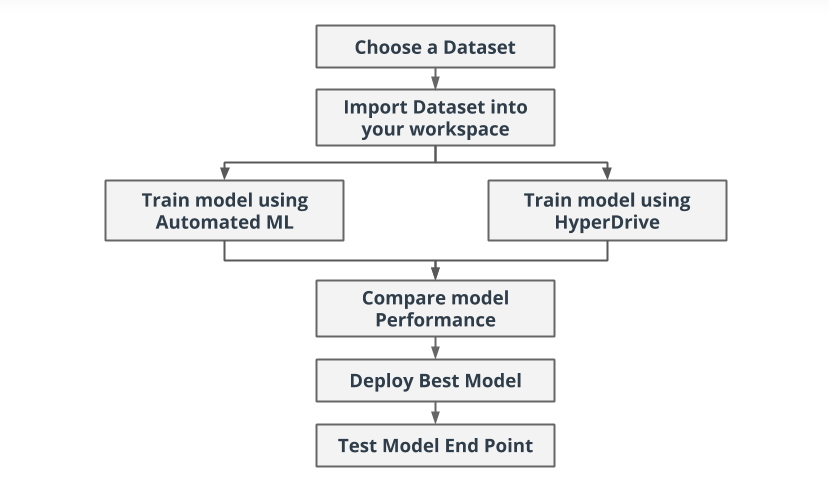 Choose a Dataset
Import Dataset into
your workspace
Train model using
Automated ML
Train model using
HyperDrive
Compare model
Performance
Deploy Best Model
Test Model End Point